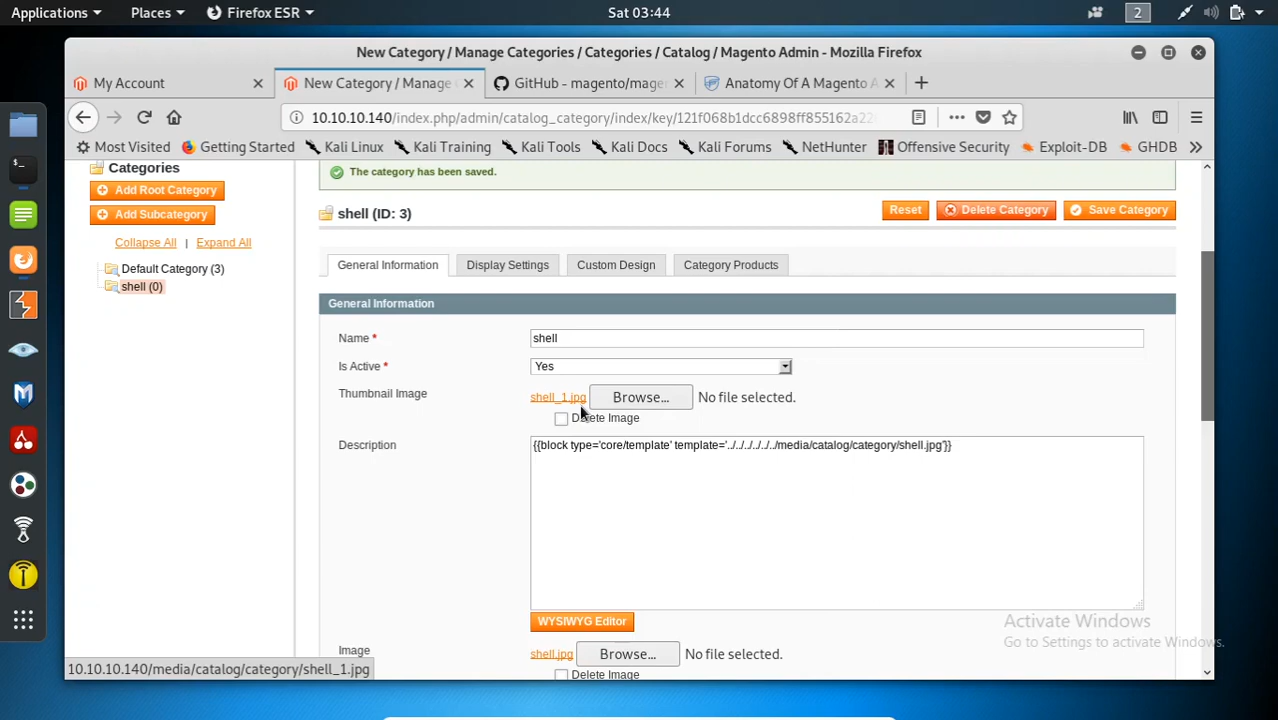 Applications Places Firefox ESR Sat 03:44 2
New Category / Manage Categories / Categories / Catalog / Magento Admin - Mozilla Firefox
My Account New Category / Manage GitHub - magento/mager Anatomy Of A Magento A
10.10.10.140/index.php/admin/catalog_category/index/key/121f068b1dcc6898ff855162a22
Most Visited Getting Started Kali Linux Kali Training Kali Tools Kali Docs Kali Forums NetHunter Offensive Security Exploit-DB GHDB
Categories
The category has been saved.
Add Root Category
shell (ID: 3) Reset Delete Category Save Category
Add Subcategory
Collapse All | Expand All
General Information Display Settings Custom Design Category Products
Default Category (3)
shell (0)
General Information
Name * shell
Is Active * Yes
Thumbnail Image shell_1.jpg Browse... No file selected.
Delete Image
Description {{block type='core/template' template='../../../../../../media/catalog/category/shell.jpg'}}
WYSIWYG Editor
Activate Windows
Go to Settings to activate Windows.
Image shell.jpg Browse... No file selected.
Delete Image
10.10.10.140/media/catalog/category/shell_1.jpg